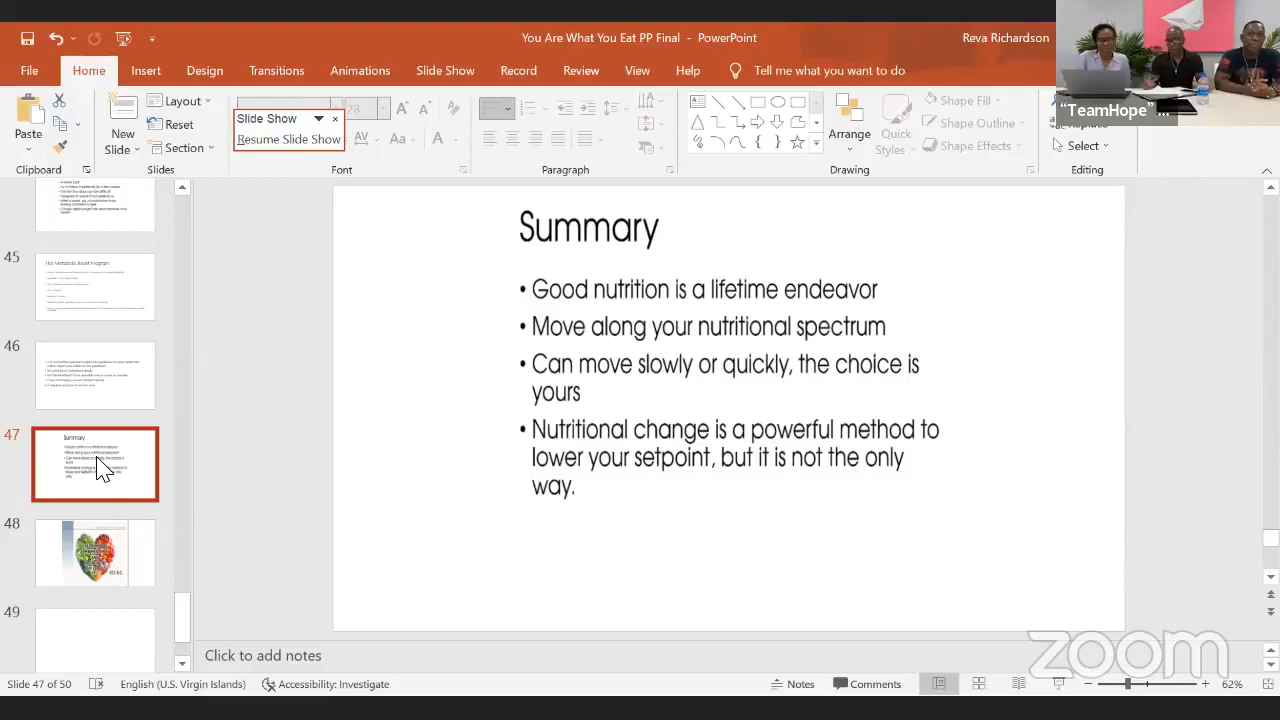 You Are What You Eat PP Final - PowerPoint
Reva Richardson
File Home Insert Design Transitions Animations Slide Show Record Review View Help Tell me what you want to do
Paste
Clipboard
New
Slide
Layout
Reset
Section
Slides
Slide Show
Resume Slide Show
Aa
A
Font
Paragraph
Arrange
Quick
Styles
Shape Fill
Shape Outline
Shape Effects
Drawing
Select
Editing
"TeamHope" ...
45
The Metabolic Reset Program
46
47
Summary
48
49
Summary
• Good nutrition is a lifetime endeavor
• Move along your nutritional spectrum
• Can move slowly or quickly, the choice is
yours
• Nutritional change is a powerful method to
lower your setpoint, but it is not the only
way.
Click to add notes
zoom
Slide 47 of 50 English (U.S. Virgin Islands) Accessibility: Investigate Notes Comments 62%